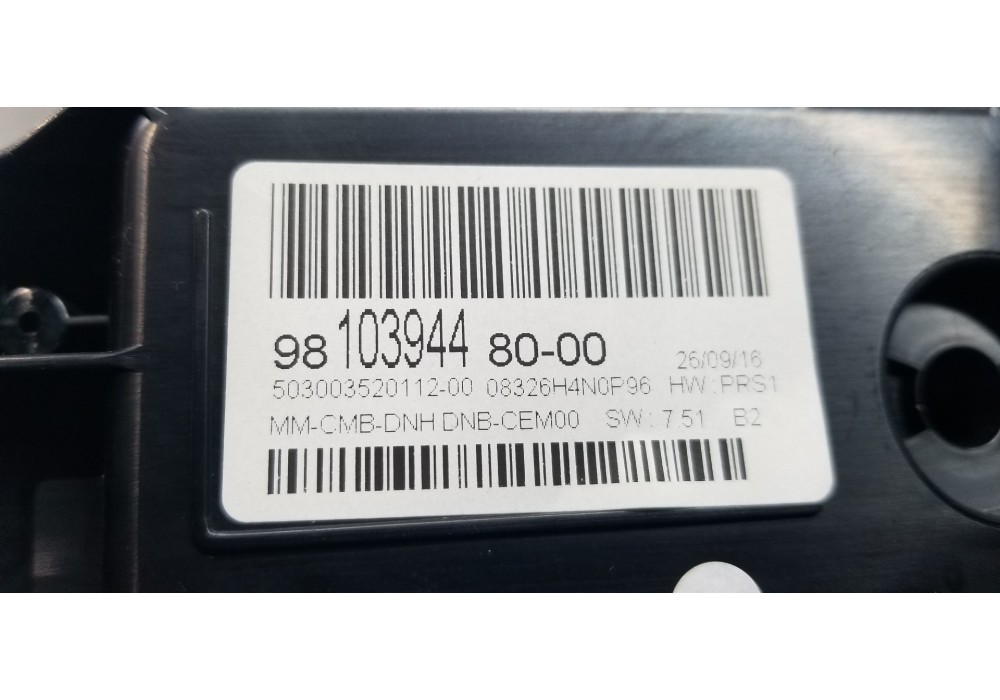 98 103944 80-00 26/09/16
503003520112-00 08326H4N0P96 HW:PRS1
MM-CMB-DNH DNB-CEM00 SW: 7.51 B2